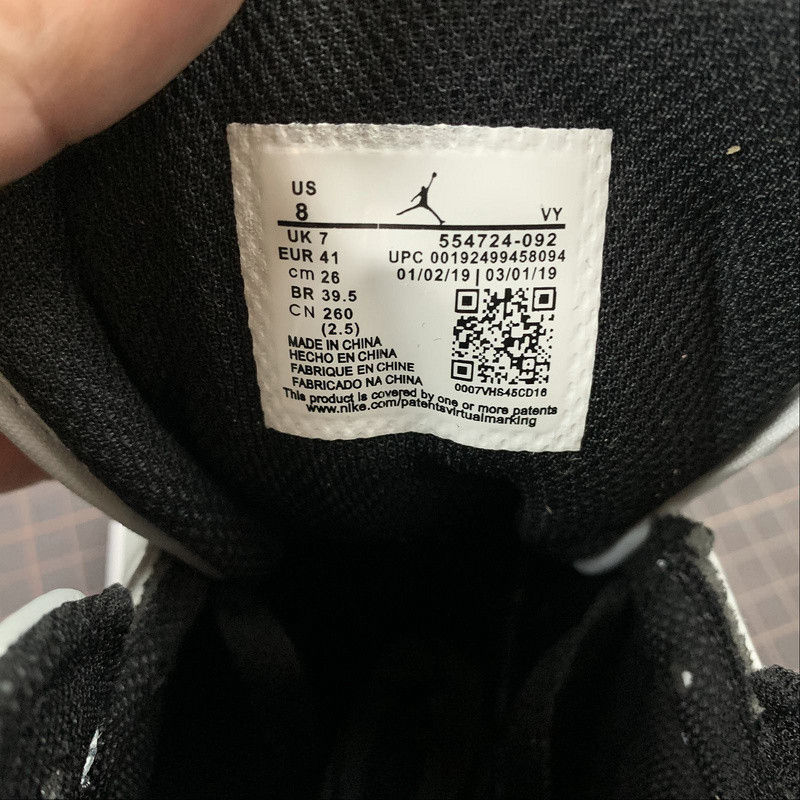 US
8 VY
UK 7 554724-092
EUR 41 UPC 00192499458094
cm 26 01/02/19 | 03/01/19
BR 39.5
CN 260
(2.5)
MADE IN CHINA
HECHO EN CHINA
FABRIQUE EN CHINE
FABRICADO NA CHINA
0007VHS45CD16
This product is covered by one or more patents
www.nike.com/patentsvirtualmarking